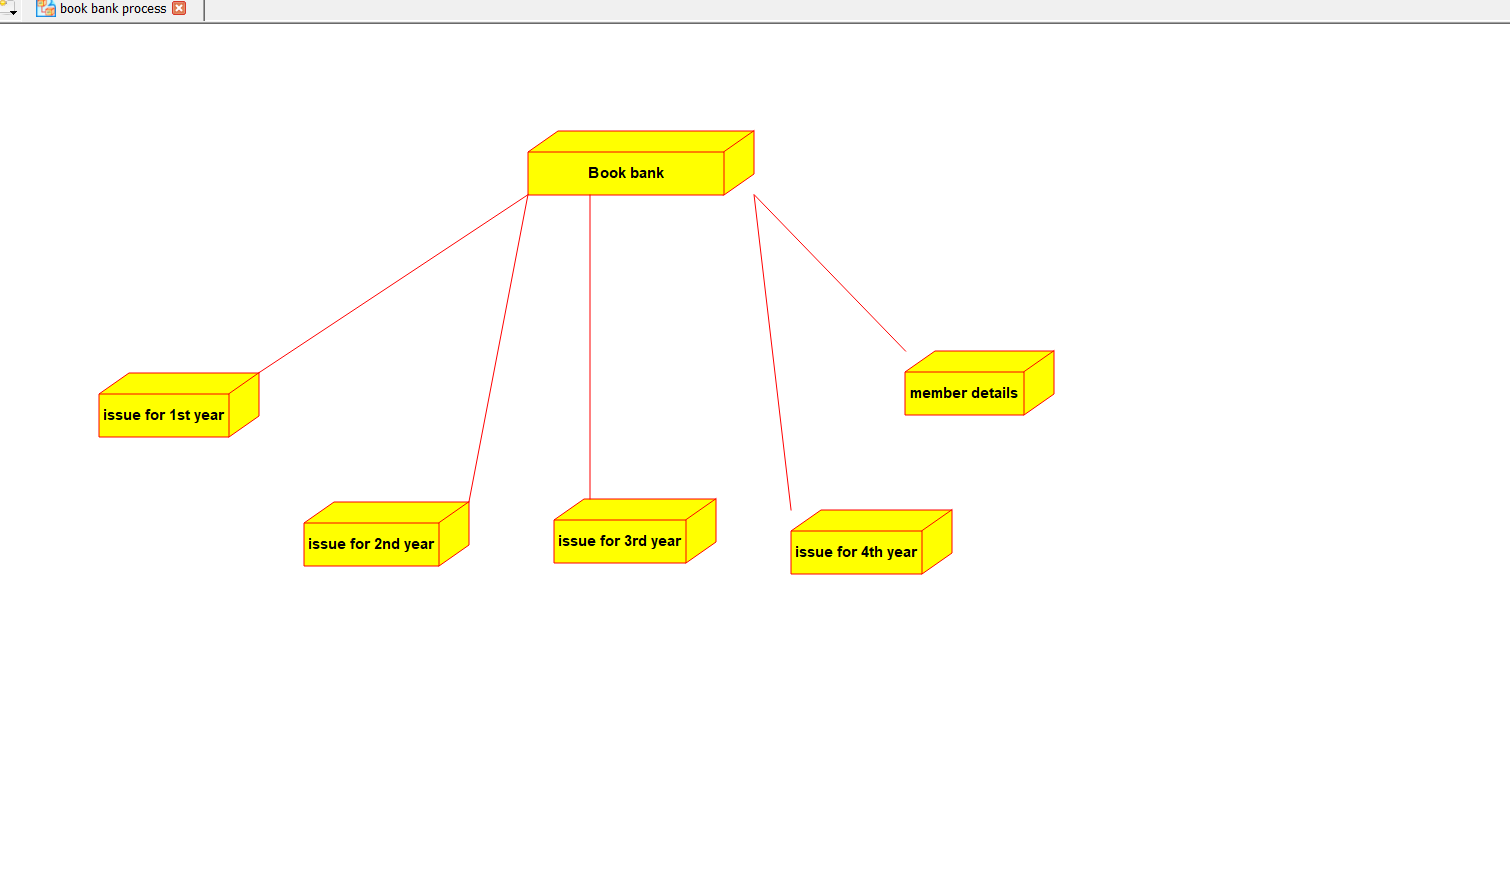 book bank process
Book bank
issue for 1st year
member details
issue for 2nd year
issue for 3rd year
issue for 4th year